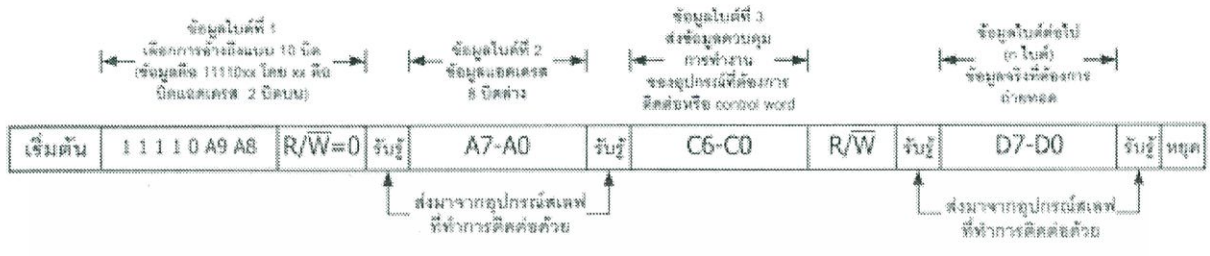 ข้อมูลไบต์ที่ 1
เลือกการอ้างถึงแบบ 10 บิต
(ข้อมูลคือ 11110xx โดย xx คือ
บิตแอดเดรส 2 บิตบน)
ข้อมูลไบต์ที่ 2
ข้อมูลแอดเดรส
8 บิตล่าง
ข้อมูลไบต์ที่ 3
ส่งข้อมูลควบคุม
การทำงาน
ของอุปกรณ์ที่ต้องการ
ติดต่อหรือ control word
ข้อมูลไบต์ต่อไป
(n ไบต์)
ข้อมูลจริงที่ต้องการ
ถ่ายทอด
เริ่มต้น 1 1 1 1 0 A9 A8 R/W̅=0 รับรู้ A7-A0 รับรู้ C6-C0 R/W̅ รับรู้ D7-D0 รับรู้ หยุด
ส่งมาจากอุปกรณ์สเลฟ
ที่ทำการติดต่อด้วย
ส่งมาจากอุปกรณ์สเลฟ
ที่ทำการติดต่อด้วย